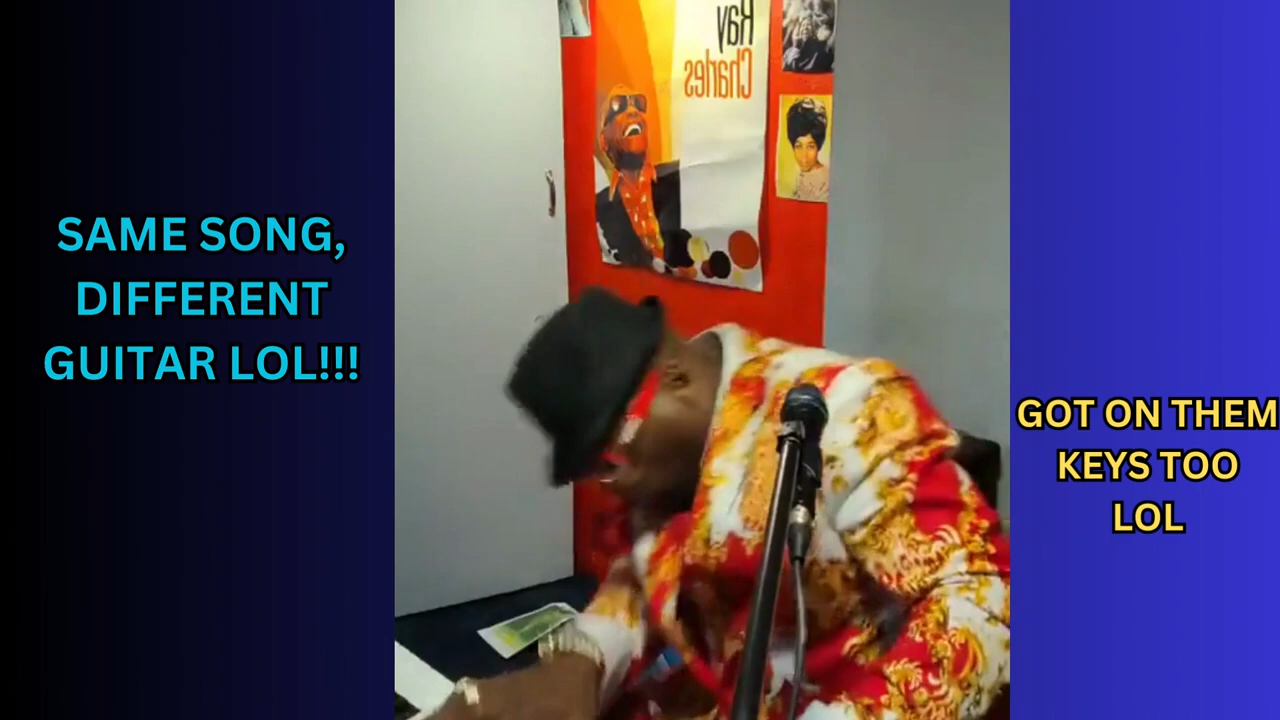 SAME SONG,
DIFFERENT
GUITAR LOL!!!
Ray
Charles
GOT ON THEM
KEYS TOO
LOL